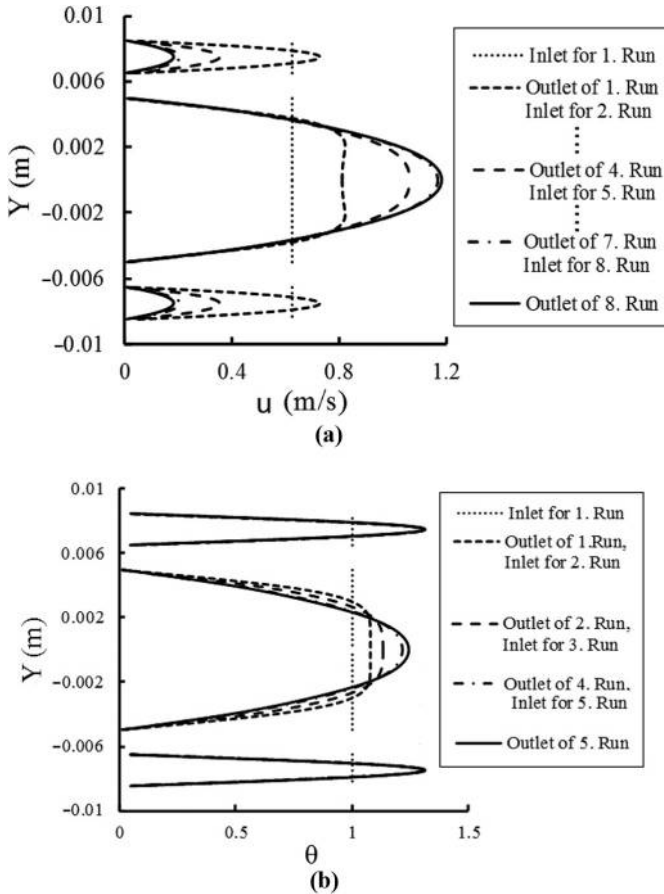 0.01
0.006
0.002
−0.002
−0.006
−0.01
Y (m)
0
0.4
0.8
1.2
u (m/s)
(a)
Inlet for 1. Run
Outlet of 1. Run
Inlet for 2. Run
Outlet of 4. Run
Inlet for 5. Run
Outlet of 7. Run
Inlet for 8. Run
Outlet of 8. Run
0.01
0.006
0.002
−0.002
−0.006
−0.01
Y (m)
0
0.5
1
1.5
θ
(b)
Inlet for 1. Run
Outlet of 1.Run,
Inlet for 2. Run
Outlet of 2. Run,
Inlet for 3. Run
Outlet of 4. Run,
Inlet for 5. Run
Outlet of 5. Run